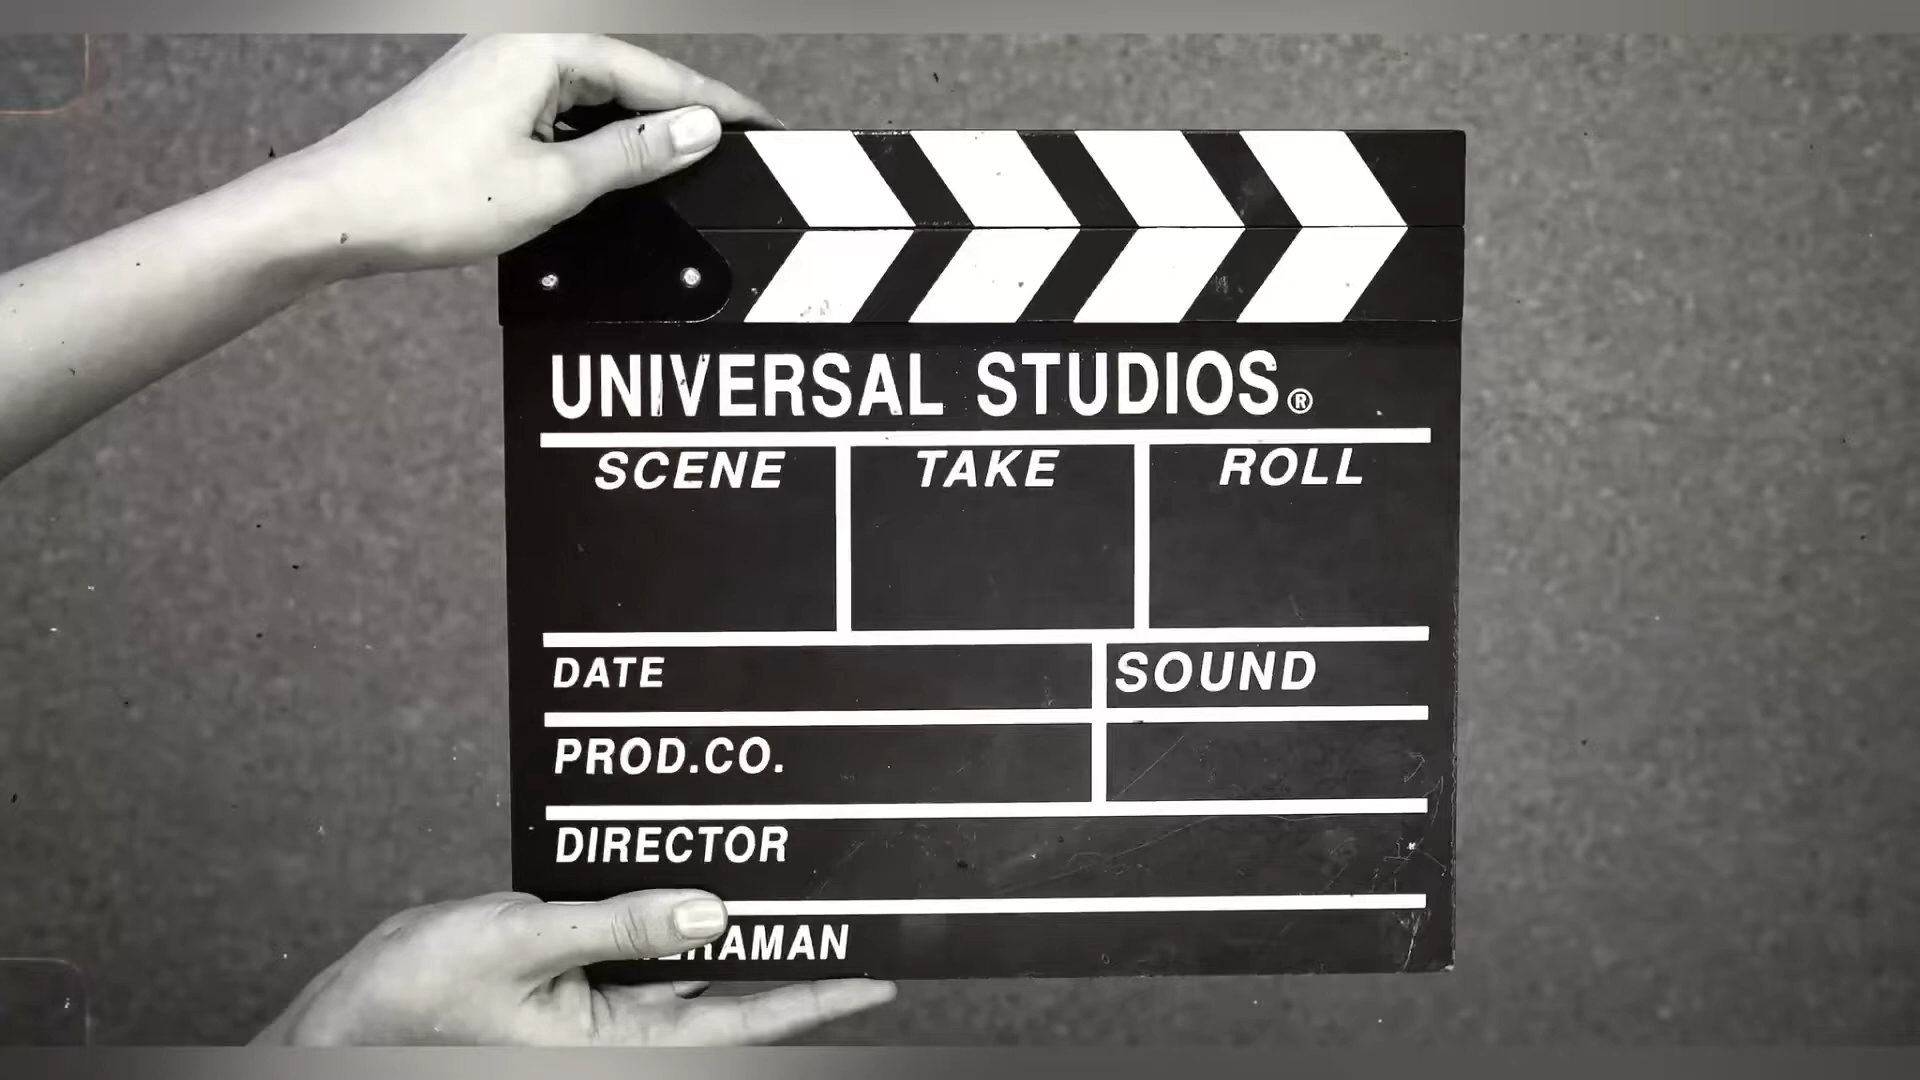 UNIVERSAL STUDIOS®
SCENE TAKE ROLL
DATE SOUND
PROD.CO.
DIRECTOR